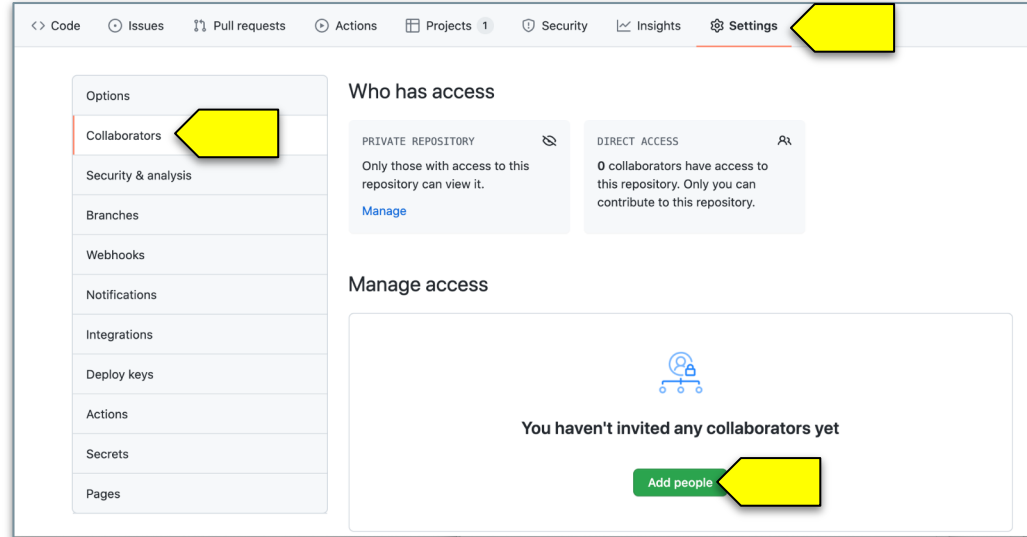 <> Code Issues Pull requests Actions Projects 1 Security Insights Settings
Options
Collaborators
Security & analysis
Branches
Webhooks
Notifications
Integrations
Deploy keys
Actions
Secrets
Pages
Who has access
PRIVATE REPOSITORY
Only those with access to this
repository can view it.
Manage
DIRECT ACCESS
0 collaborators have access to
this repository. Only you can
contribute to this repository.
Manage access
You haven't invited any collaborators yet
Add people